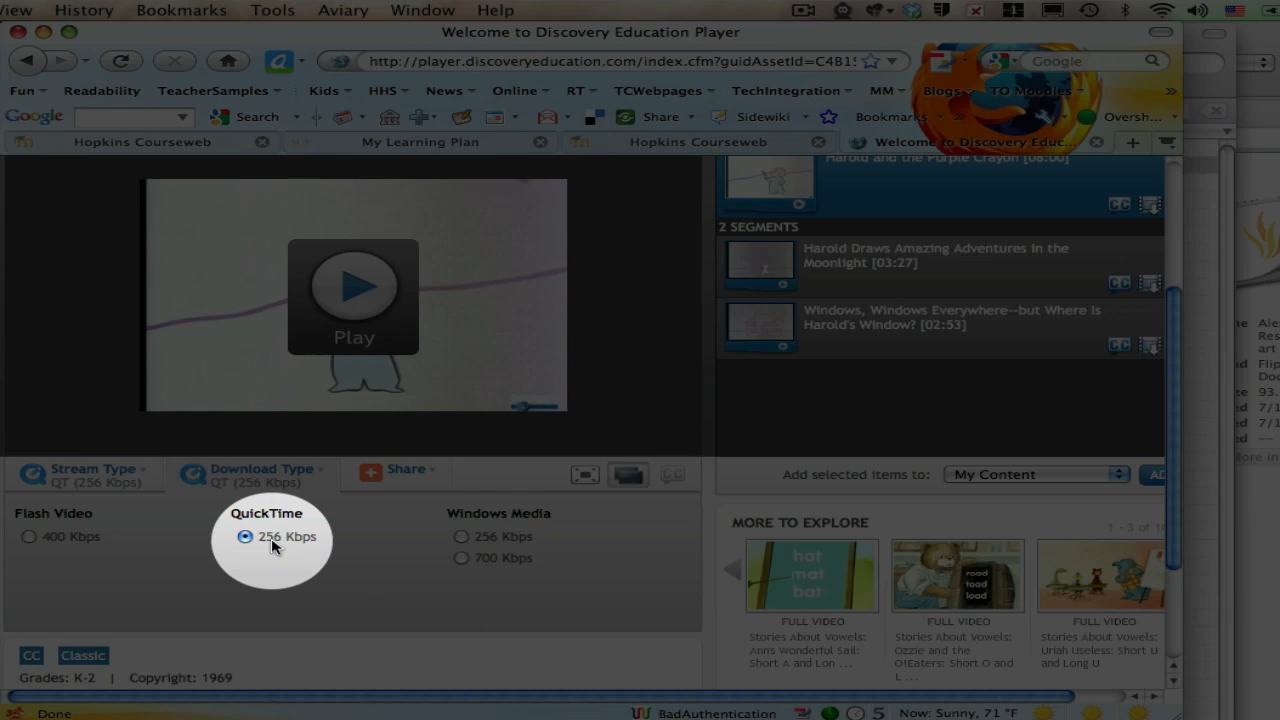 View History Bookmarks Tools Aviary Window Help
Welcome to Discovery Education Player
http://player.discoveryeducation.com/index.cfm?guidAssetId=C4B1 Google
Fun Readability TeacherSamples Kids HHS News Online RT TCWebpages TechIntegration MM Blogs TO Moodles »
Google Search Share Sidewiki Bookmarks » Oversh...
Hopkins Courseweb My Learning Plan Hopkins Courseweb Welcome to Discovery Educ...
Harold and the Purple Crayon [08:00]
CC
2 SEGMENTS
Harold Draws Amazing Adventures in the
Moonlight [03:27]
CC
Windows, Windows Everywhere--but Where Is
Harold's Window? [02:53]
CC
Play
Stream Type
QT (256 Kbps)
Download Type
QT (256 Kbps)
Share
CC
Add selected items to: My Content AD
Flash Video
400 Kbps
QuickTime
256 Kbps
Windows Media
256 Kbps
700 Kbps
MORE TO EXPLORE
hat
mat
bat
road
toad
load
FULL VIDEO FULL VIDEO FULL VIDEO
Stories About Vowels:
Ann's Wonderful Sail:
Short A and Lon ...
Stories About Vowels:
Ozzie and the
O!Eaters: Short O and
L ...
Stories About Vowels:
Uriah Useless: Short U
and Long U
CC Classic
Grades: K-2 | Copyright: 1969
Done BadAuthentication 5 Now: Sunny, 71 °F